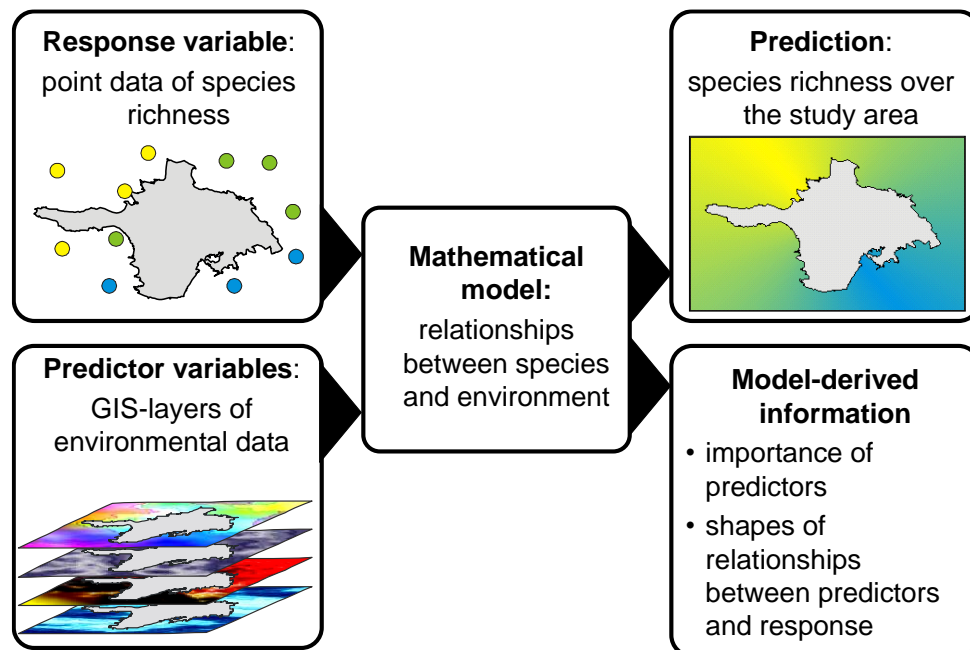 Response variable:
point data of species
richness
Predictor variables:
GIS-layers of
environmental data
Mathematical
model:
relationships
between species
and environment
Prediction:
species richness over
the study area
Model-derived
information
• importance of
predictors
• shapes of
relationships
between predictors
and response